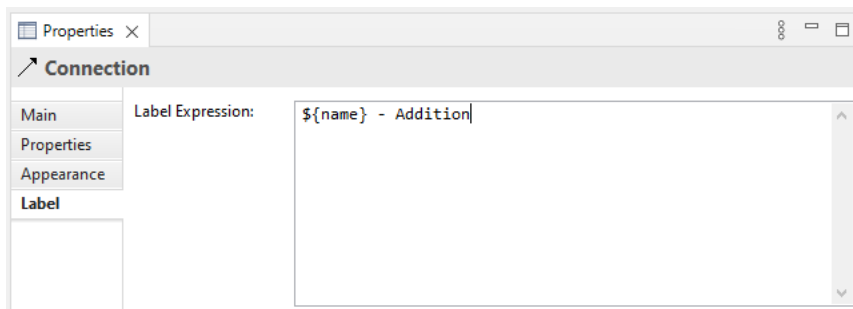 Properties
Connection
Main
Properties
Appearance
Label
Label Expression:
${name} - Addition